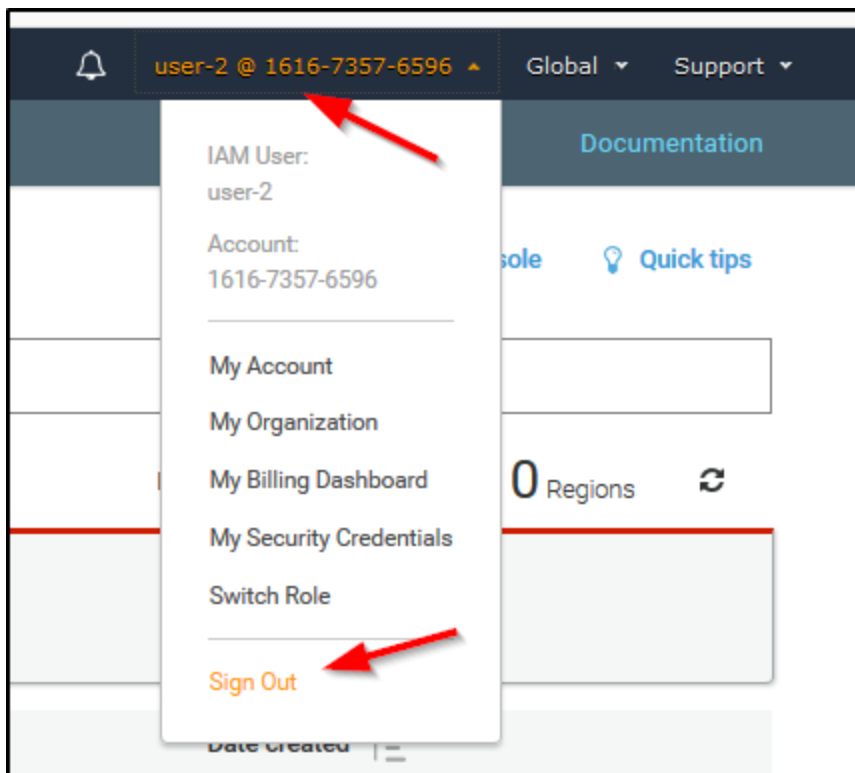 user-2 @ 1616-7357-6596 Global Support
Documentation
IAM User:
user-2
Account:
1616-7357-6596
Quick tips
My Account
My Organization
My Billing Dashboard
0 Regions
My Security Credentials
Switch Role
Sign Out
Date created